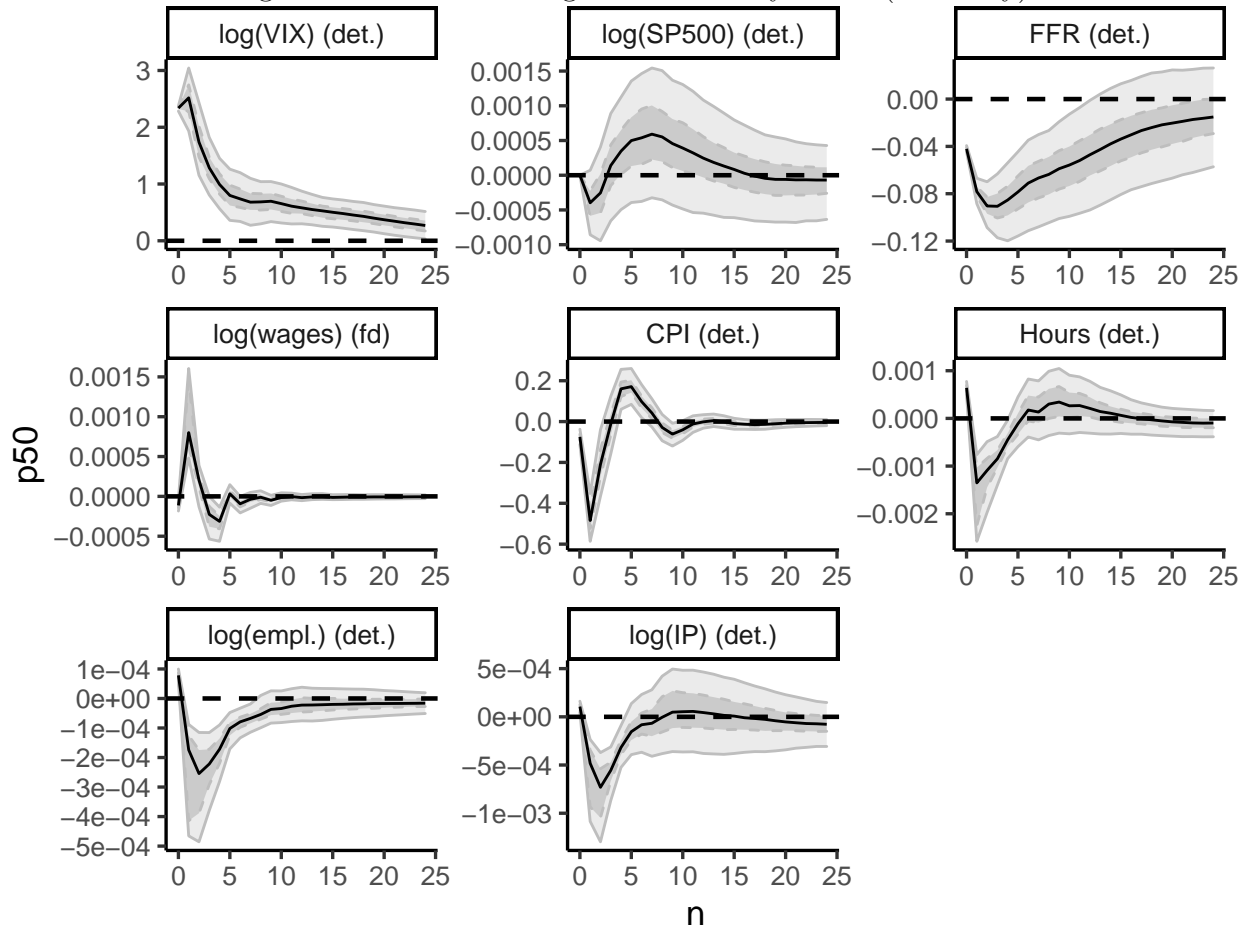 log(VIX) (det.) log(SP500) (det.) FFR (det.)
3 2 1 0
0.0015 0.0010 0.0005 0.0000 −0.0005 −0.0010
0.00 −0.04 −0.08 −0.12
0 5 10 15 20 25 0 5 10 15 20 25 0 5 10 15 20 25
log(wages) (fd) CPI (det.) Hours (det.)
p50
0.0015 0.0010 0.0005 0.0000 −0.0005
0.2 0.0 −0.2 −0.4 −0.6
0.001 0.000 −0.001 −0.002
0 5 10 15 20 25 0 5 10 15 20 25 0 5 10 15 20 25
log(empl.) (det.) log(IP) (det.)
1e−04 0e+00 −1e−04 −2e−04 −3e−04 −4e−04 −5e−04
5e−04 0e+00 −5e−04 −1e−03
0 5 10 15 20 25 0 5 10 15 20 25
n